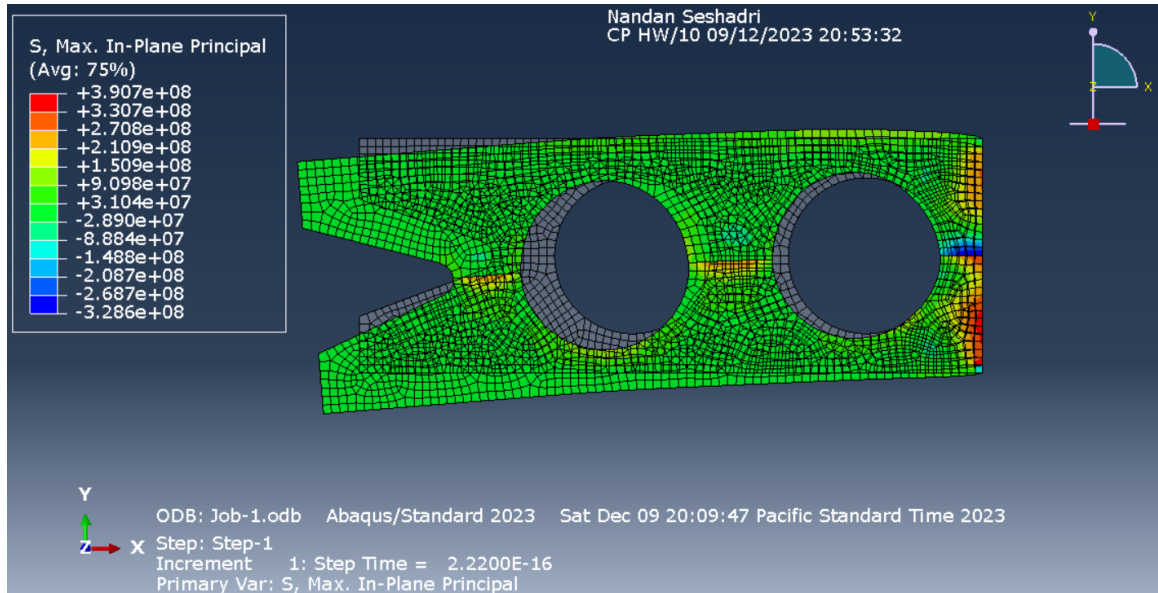 Nandan Seshadri
CP HW/10 09/12/2023 20:53:32
S, Max. In-Plane Principal
(Avg: 75%)
+3.907e+08
+3.307e+08
+2.708e+08
+2.109e+08
+1.509e+08
+9.098e+07
+3.104e+07
-2.890e+07
-8.884e+07
-1.488e+08
-2.087e+08
-2.687e+08
-3.286e+08
Y
Z
X
Y
Z
X
ODB: Job-1.odb Abaqus/Standard 2023 Sat Dec 09 20:09:47 Pacific Standard Time 2023
Step: Step-1
Increment 1: Step Time = 2.2200E-16
Primary Var: S, Max. In-Plane Principal